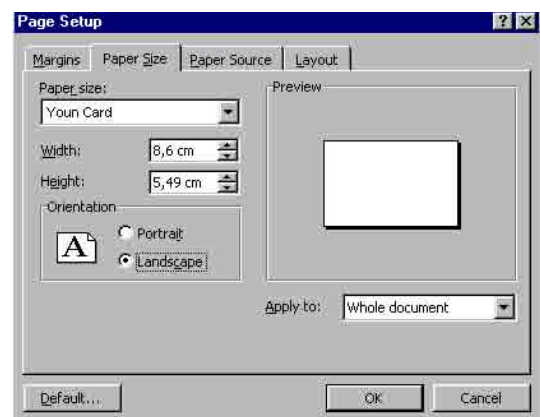 Page Setup
Margins Paper Size Paper Source Layout
Paper size:
Youn Card
Width: 8,6 cm
Height: 5,49 cm
Orientation
A
Portrait
Landscape
Preview
Apply to: Whole document
Default... OK Cancel